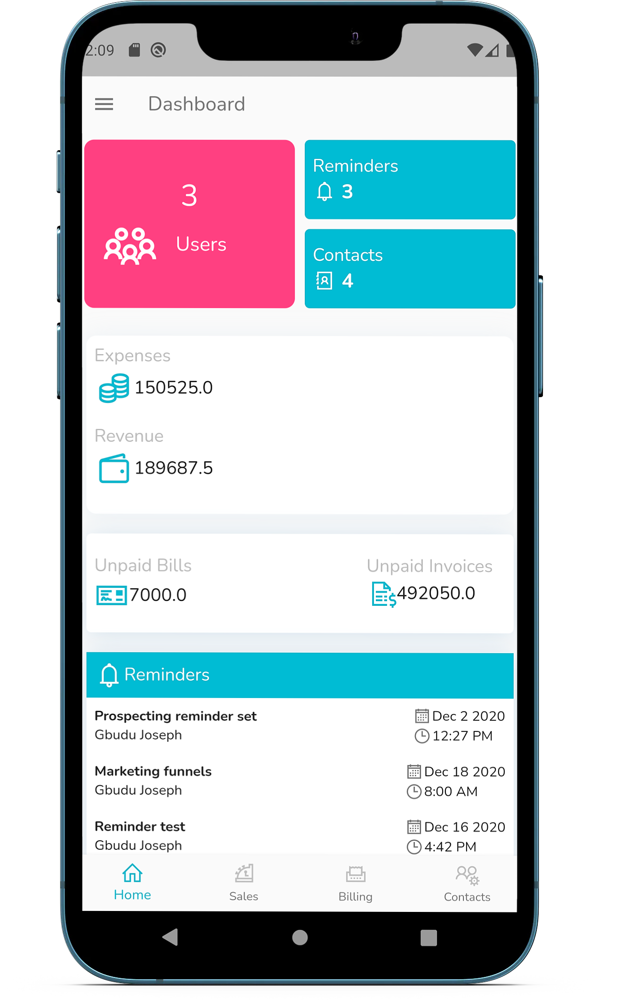 2:09
Dashboard
3
Users
Reminders
3
Contacts
4
Expenses
150525.0
Revenue
189687.5
Unpaid Bills
7000.0
Unpaid Invoices
492050.0
Reminders
Prospecting reminder set
Dec 2 2020
Gbudu Joseph
12:27 PM
Marketing funnels
Dec 18 2020
Gbudu Joseph
8:00 AM
Reminder test
Dec 16 2020
Gbudu Joseph
4:42 PM
Home
Sales
Billing
Contacts